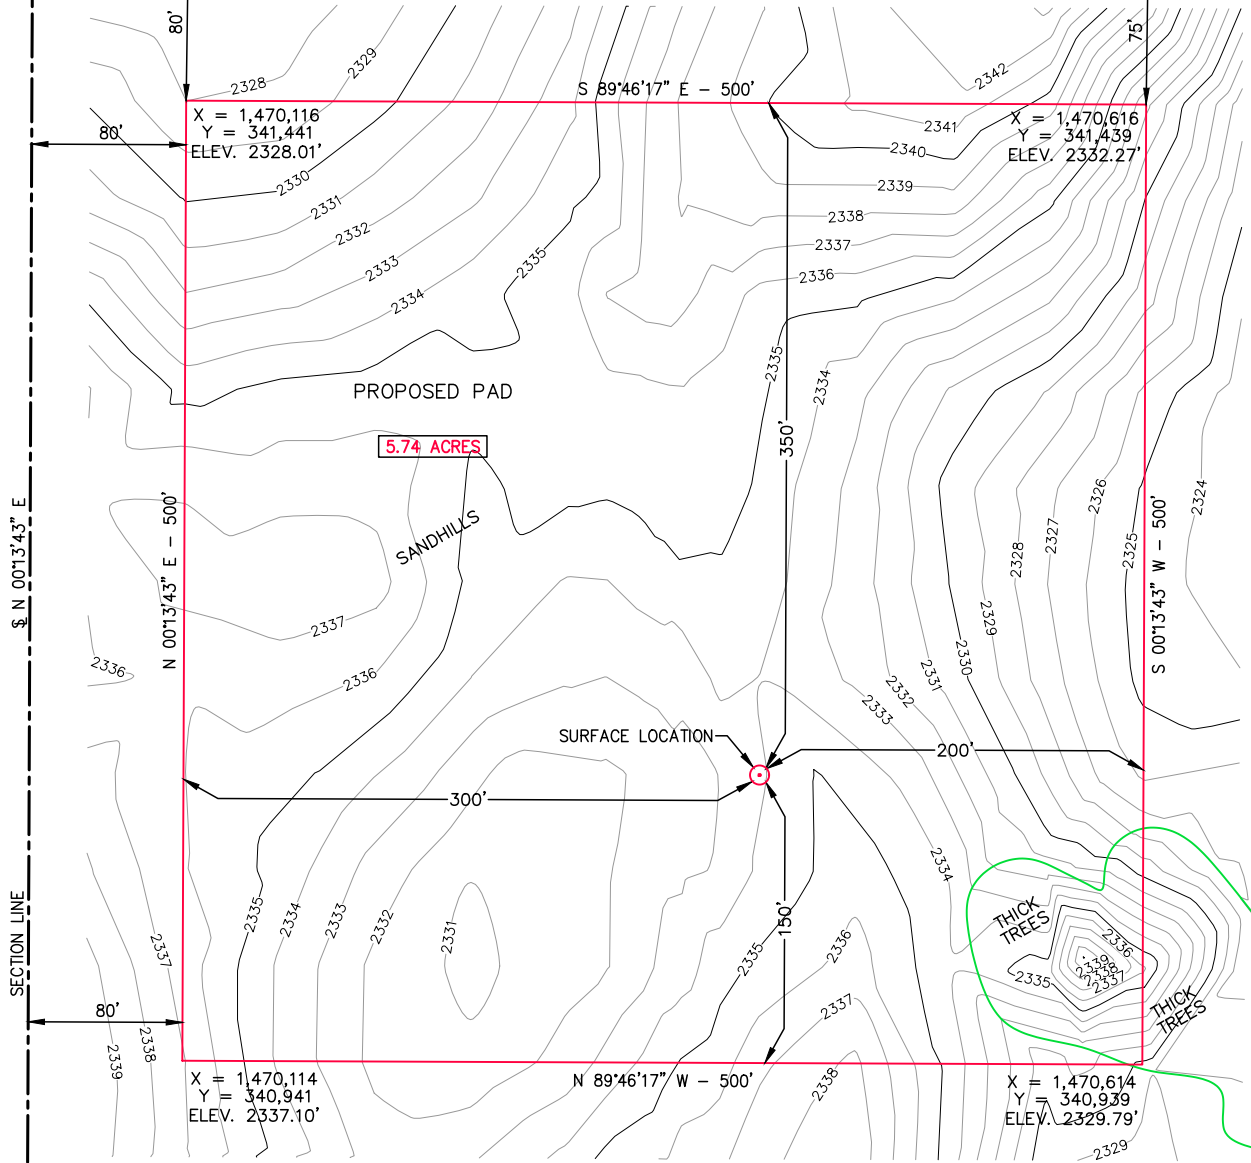 80'
75'
2328
2329
2342
S 89°46'17" E - 500'
X = 1,470,116
Y = 341,441
ELEV. 2328.01'
X = 1,470,616
Y = 341,439
ELEV. 2332.27'
80'
2341
2340
2330
2339
2331
2338
2332
2337
2333
2335
2336
2334
2335
2334
PROPOSED PAD
5.74 ACRES
350'
SANDHILLS
N 00°13'43" E - 500'
N 00°13'43" E
2328
2327
2326
2325
2324
S 00°13'43" W - 500'
2337
2336
2336
2329
2330
2331
2332
2333
SURFACE LOCATION
200'
300'
2334
SECTION LINE
2337
2335
2334
2333
2332
2331
150'
2335
2336
2337
THICK
TREES
2336
2339
2338
2337
2335
THICK
TREES
80'
2339
2338
2338
X = 1,470,114
Y = 340,941
ELEV. 2337.10'
N 89°46'17" W - 500'
X = 1,470,614
Y = 340,939
ELEV. 2329.79'
2329